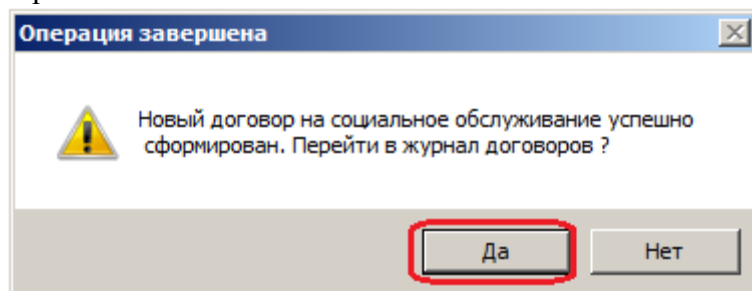 Операция завершена
Новый договор на социальное обслуживание успешно
сформирован. Перейти в журнал договоров ?
Да
Нет